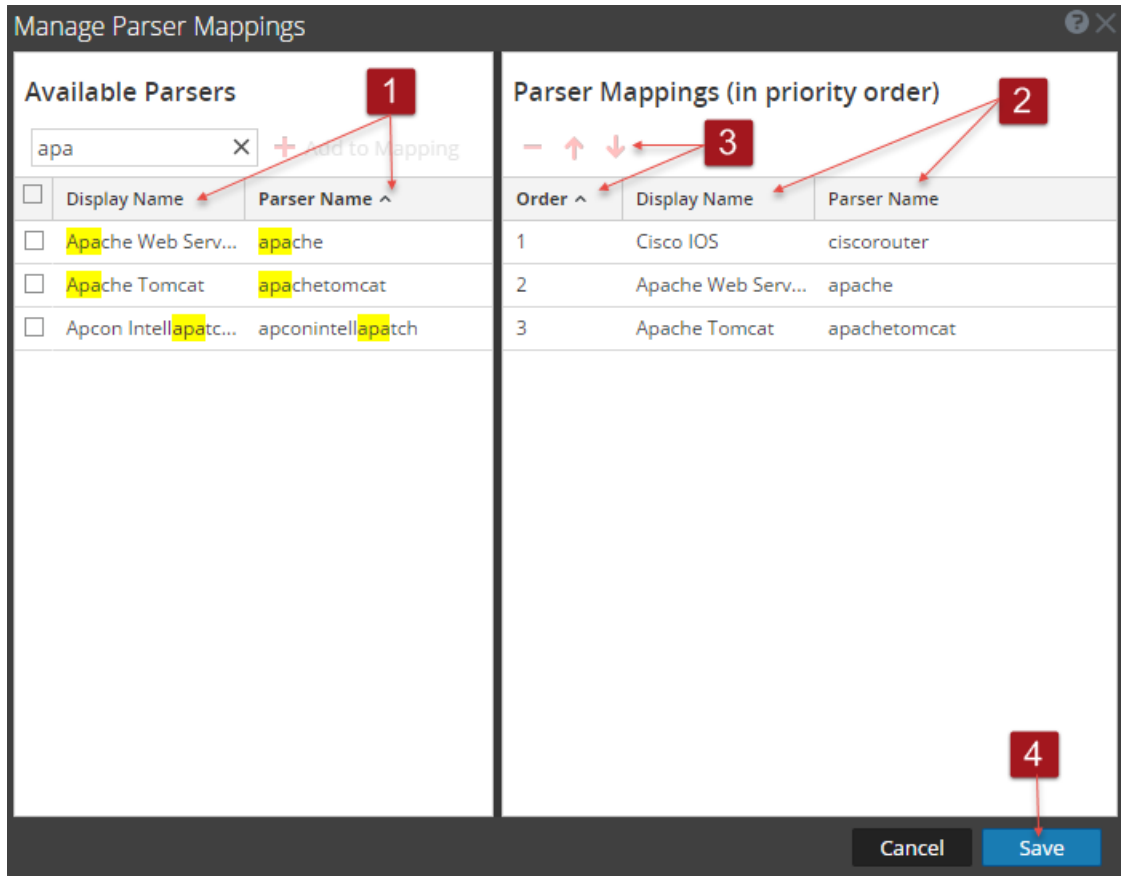 Manage Parser Mappings
Available Parsers
1
apa
Add to Mapping
Display Name Parser Name
Apache Web Serv... apache
Apache Tomcat apachetomcat
Apcon Intellapatc... apconintellapatch
Parser Mappings (in priority order)
2
3
Order Display Name Parser Name
1 Cisco IOS ciscorouter
2 Apache Web Serv... apache
3 Apache Tomcat apachetomcat
4
Cancel Save